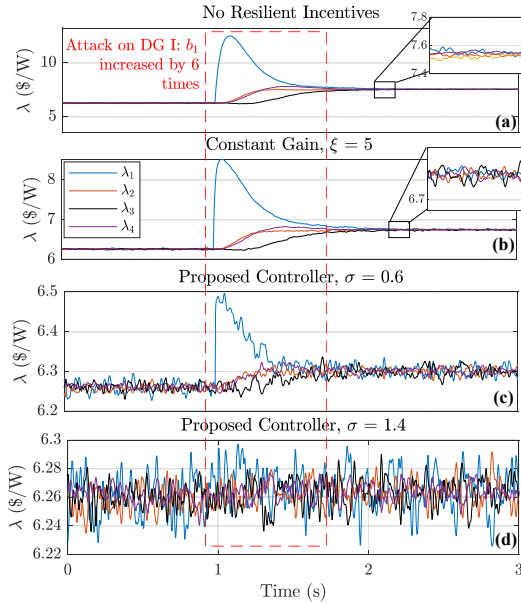 No Resilient Incentives
λ ($/W)
10
5
Attack on DG I: b₁
increased by 6
times
7.8
7.6
7.4
(a)
Constant Gain, ξ = 5
λ ($/W)
8
7
6
λ₁
λ₂
λ₃
λ₄
6.7
(b)
Proposed Controller, σ = 0.6
λ ($/W)
6.5
6.4
6.3
6.2
(c)
Proposed Controller, σ = 1.4
λ ($/W)
6.3
6.28
6.26
6.24
6.22
(d)
0
1
2
3
Time (s)